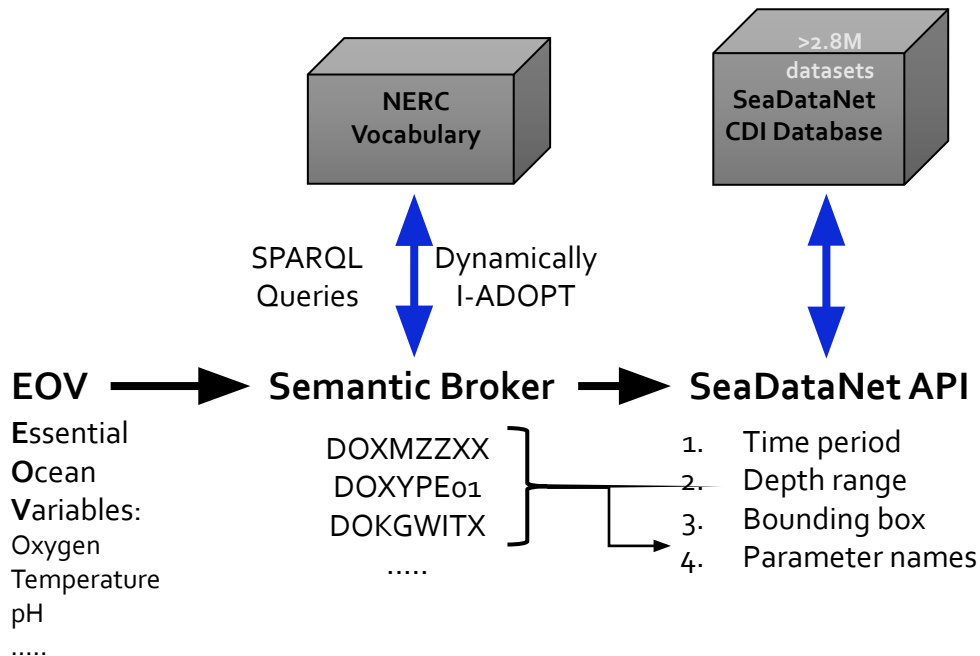 NERC
Vocabulary
>2.8M
datasets
SeaDataNet
CDI Database
SPARQL
Queries
Dynamically
I-ADOPT
EOV
Semantic Broker
SeaDataNet API
Essential
Ocean
Variables:
Oxygen
Temperature
pH
.....
DOXMZZXX
DOXYPE01
DOKGWITX
.....
1. Time period
2. Depth range
3. Bounding box
4. Parameter names